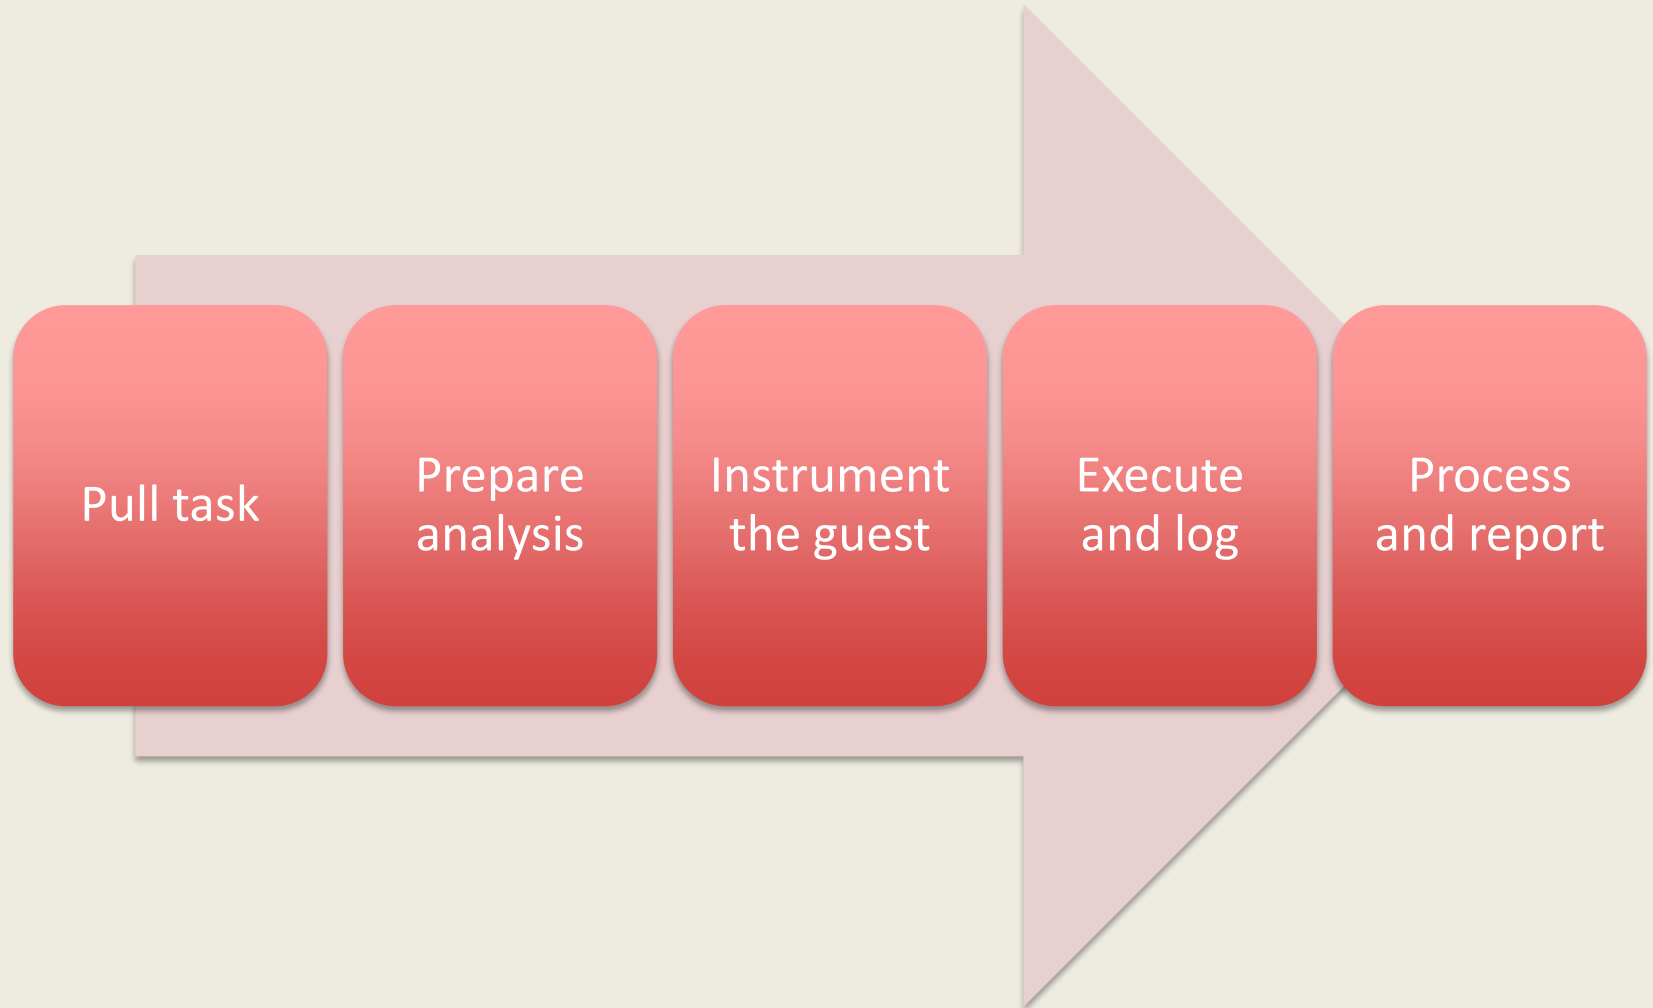 Pull task
Prepare
analysis
Instrument
the guest
Execute
and log
Process
and report